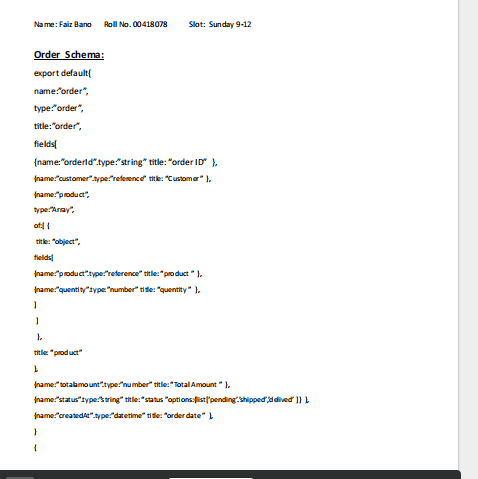 Name: Faiz Bano Roll No. 00418078 Slot: Sunday 9-12
Order Schema:
export default{
name:"order",
type:"order",
title:"order",
fields[
{name:"orderId".type:"string" title: "order ID" },
{name:"customer".type:"reference" title: "Customer" },
{name:"product",
type:"Array",
of:[ {
title: "object",
fields[
{name:"product".type:"reference" title: "product " },
{name:"quentity".type:"number" title: "quentity " },
]
}
},
title: "product"
},
{name:"totalamount".type:"number" title: "Total Amount " },
{name:"status".type:"string" title: "status "options:{list['pending'.'shipped','delived' ]} },
{name:"createdAt".type:"datetime" title: "order date " },
}
{